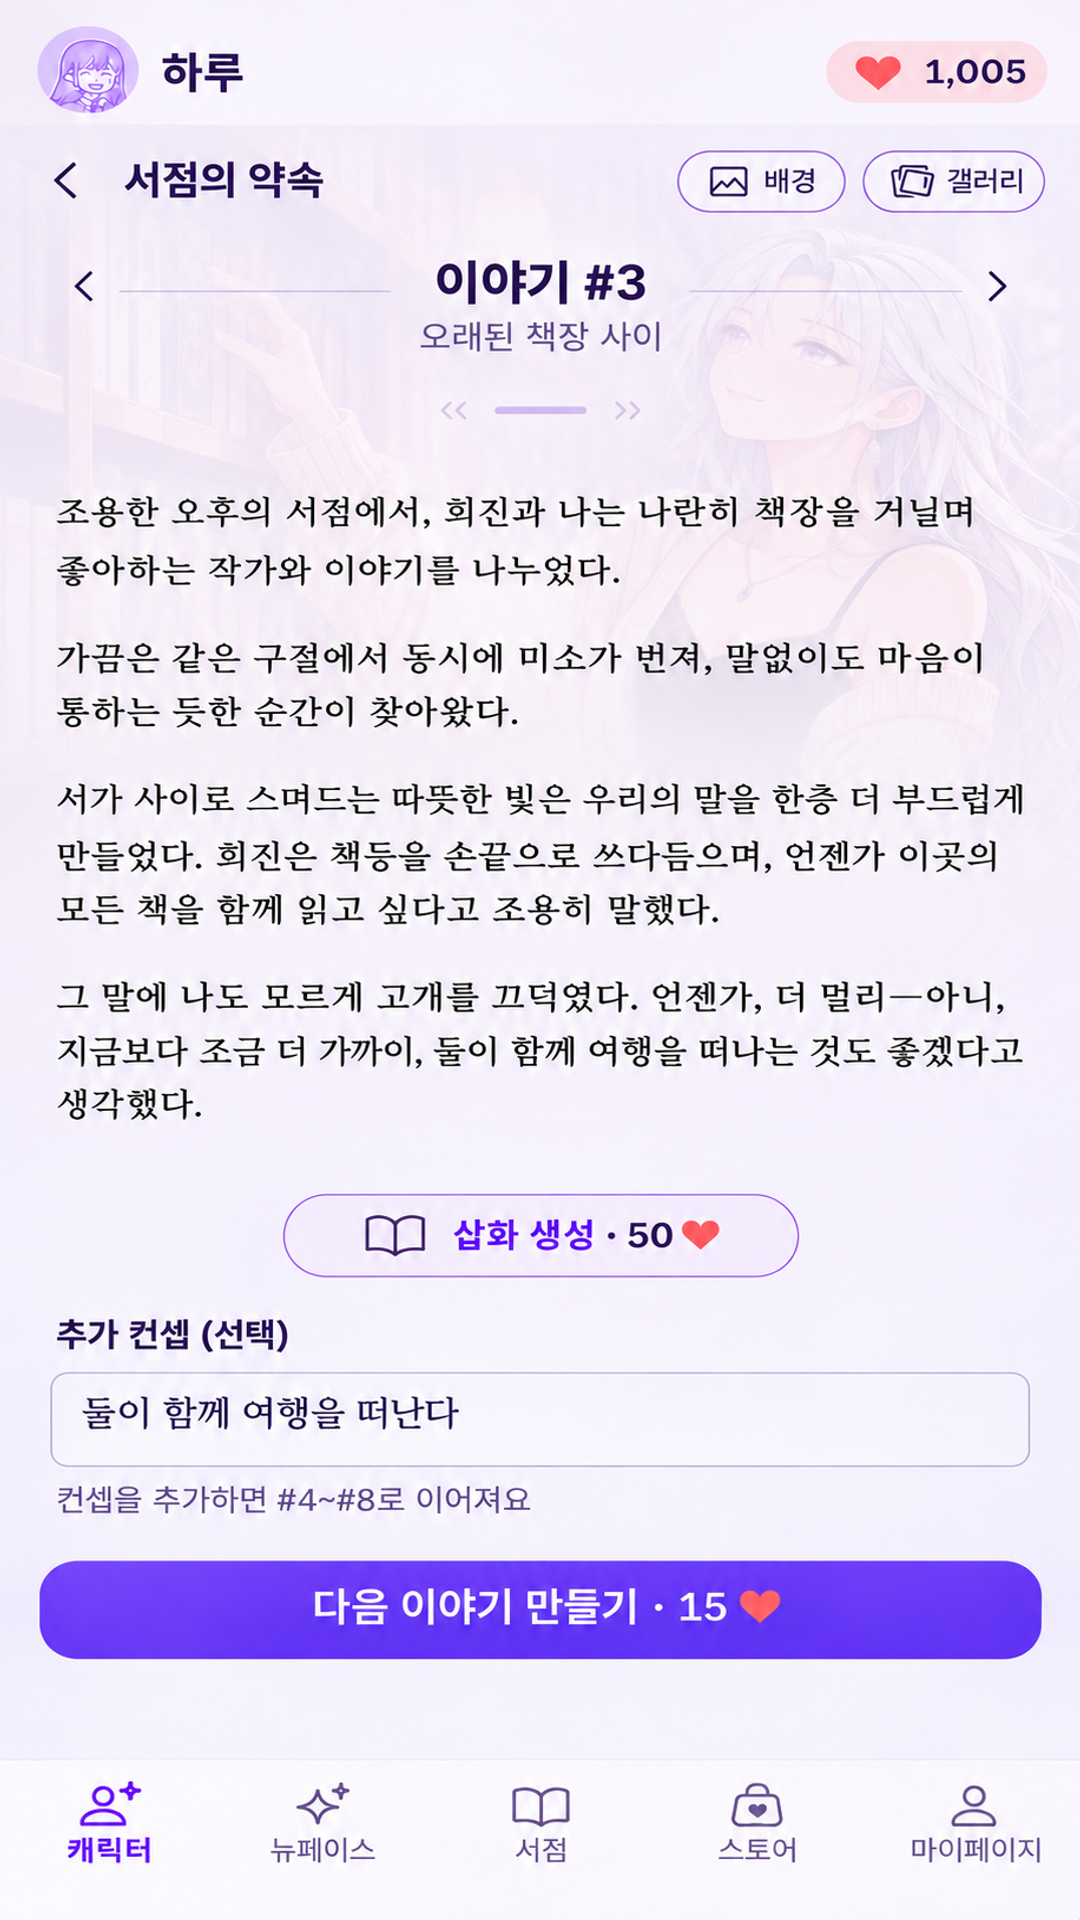 하루
1,005
서점의 약속
배경
갤러리
이야기 #3
오래된 책장 사이
조용한 오후의 서점에서, 희진과 나는 나란히 책장을 거닐며
좋아하는 작가와 이야기를 나누었다.
가끔은 같은 구절에서 동시에 미소가 번져, 말없이도 마음이
통하는 듯한 순간이 찾아왔다.
서가 사이로 스며드는 따뜻한 빛은 우리의 말을 한층 더 부드럽게
만들었다. 희진은 책등을 손끝으로 쓰다듬으며, 언젠가 이곳의
모든 책을 함께 읽고 싶다고 조용히 말했다.
그 말에 나도 모르게 고개를 끄덕였다. 언젠가, 더 멀리—아니,
지금보다 조금 더 가까이, 둘이 함께 여행을 떠나는 것도 좋겠다고
생각했다.
삽화 생성 · 50
추가 컨셉 (선택)
둘이 함께 여행을 떠난다
컨셉을 추가하면 #4~#8로 이어져요
다음 이야기 만들기 · 15
캐릭터
뉴페이스
서점
스토어
마이페이지